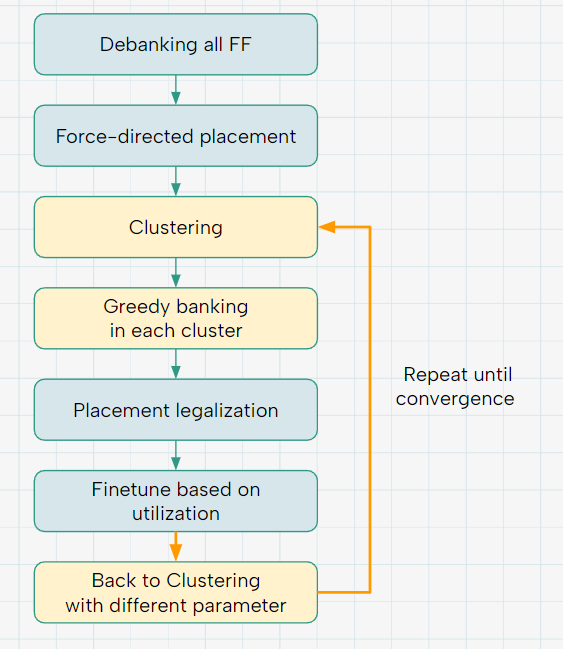 Debanking all FF
Force-directed placement
Clustering
Greedy banking
in each cluster
Repeat until
convergence
Placement legalization
Finetune based on
utilization
Back to Clustering
with different parameter